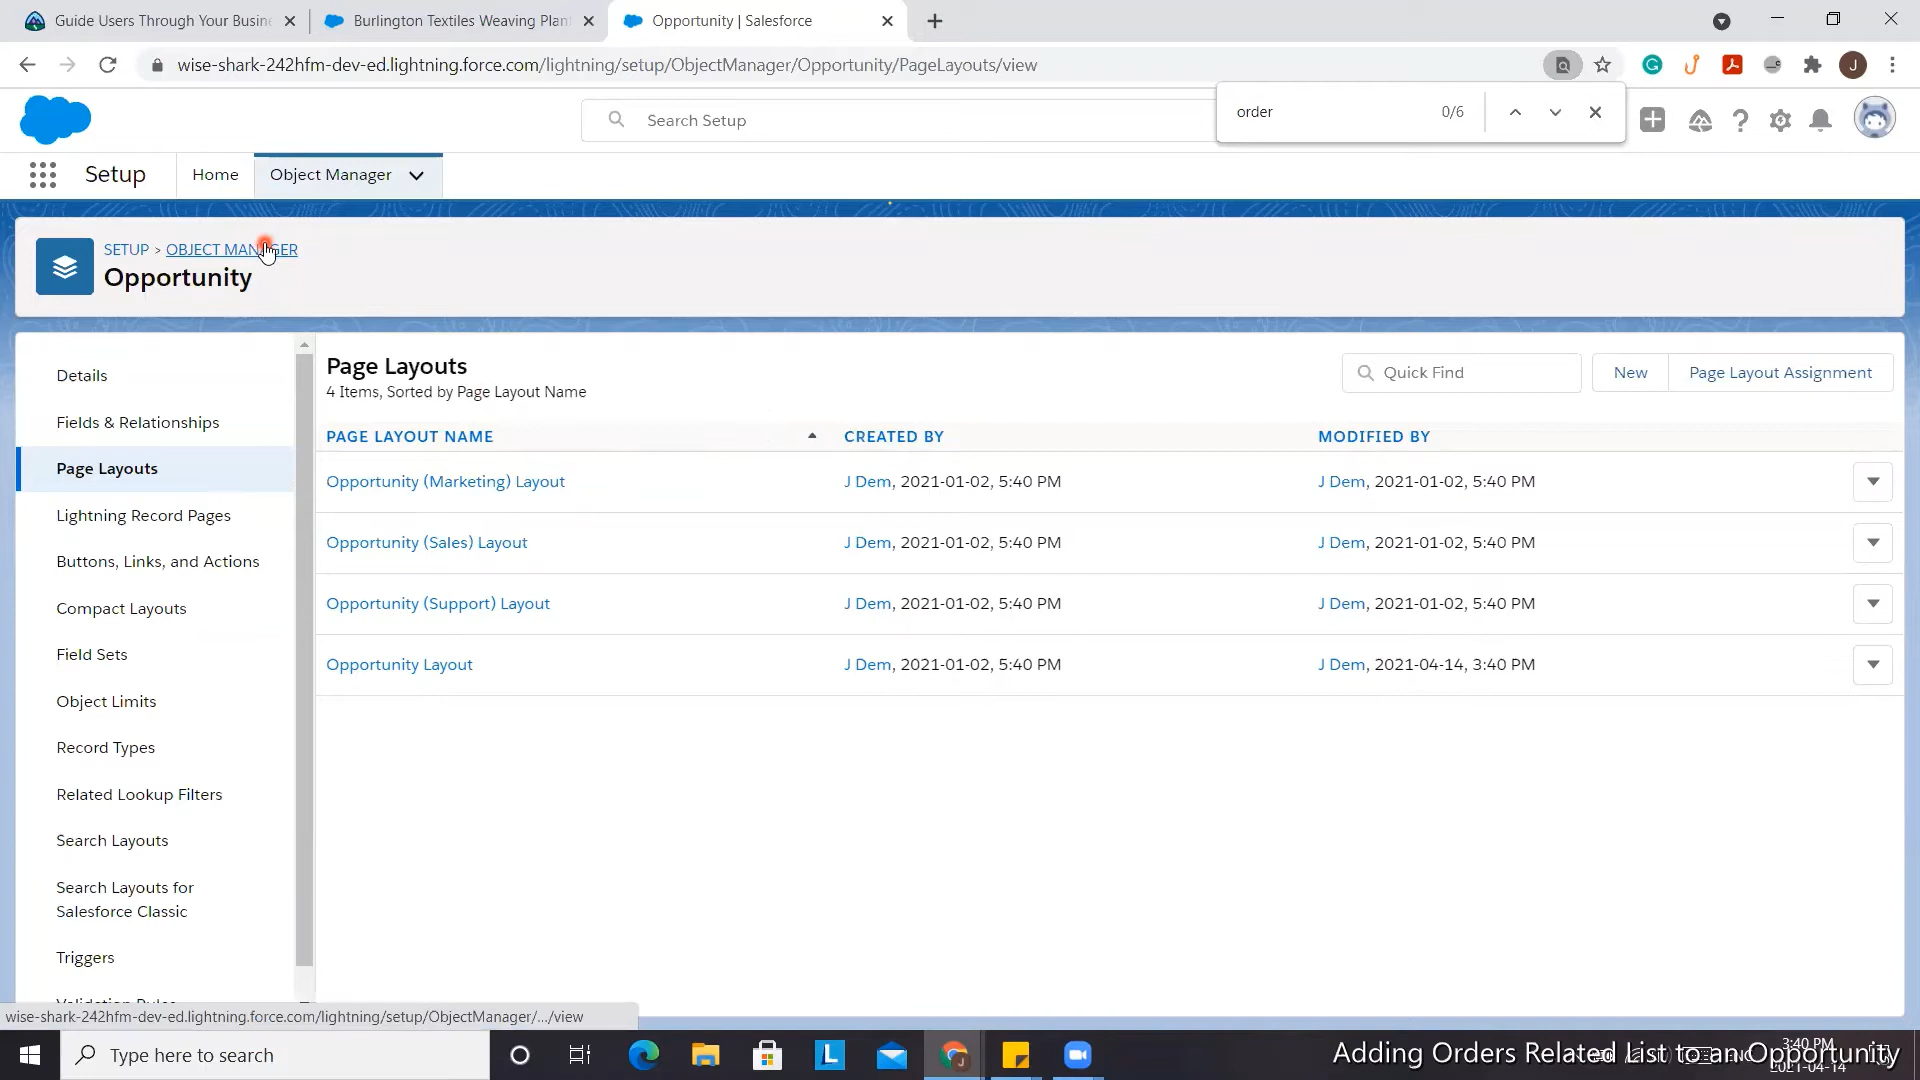 Guide Users Through Your Busine
Burlington Textiles Weaving Plan
Opportunity | Salesforce
wise-shark-242hfm-dev-ed.lightning.force.com/lightning/setup/ObjectManager/Opportunity/PageLayouts/view
J
order
0/6
Search Setup
Setup
Home
Object Manager
SETUP > OBJECT MANAGER
Opportunity
Details
Fields & Relationships
Page Layouts
Lightning Record Pages
Buttons, Links, and Actions
Compact Layouts
Field Sets
Object Limits
Record Types
Related Lookup Filters
Search Layouts
Search Layouts for
Salesforce Classic
Triggers
Validation Rules
Page Layouts
4 Items, Sorted by Page Layout Name
Quick Find
New
Page Layout Assignment
PAGE LAYOUT NAME
CREATED BY
MODIFIED BY
Opportunity (Marketing) Layout
J Dem, 2021-01-02, 5:40 PM
J Dem, 2021-01-02, 5:40 PM
Opportunity (Sales) Layout
J Dem, 2021-01-02, 5:40 PM
J Dem, 2021-01-02, 5:40 PM
Opportunity (Support) Layout
J Dem, 2021-01-02, 5:40 PM
J Dem, 2021-01-02, 5:40 PM
Opportunity Layout
J Dem, 2021-01-02, 5:40 PM
J Dem, 2021-04-14, 3:40 PM
wise-shark-242hfm-dev-ed.lightning.force.com/lightning/setup/ObjectManager/.../view
Type here to search
L
Adding Orders Related List to an Opportunity
ENG
3:40 PM
2021-04-14